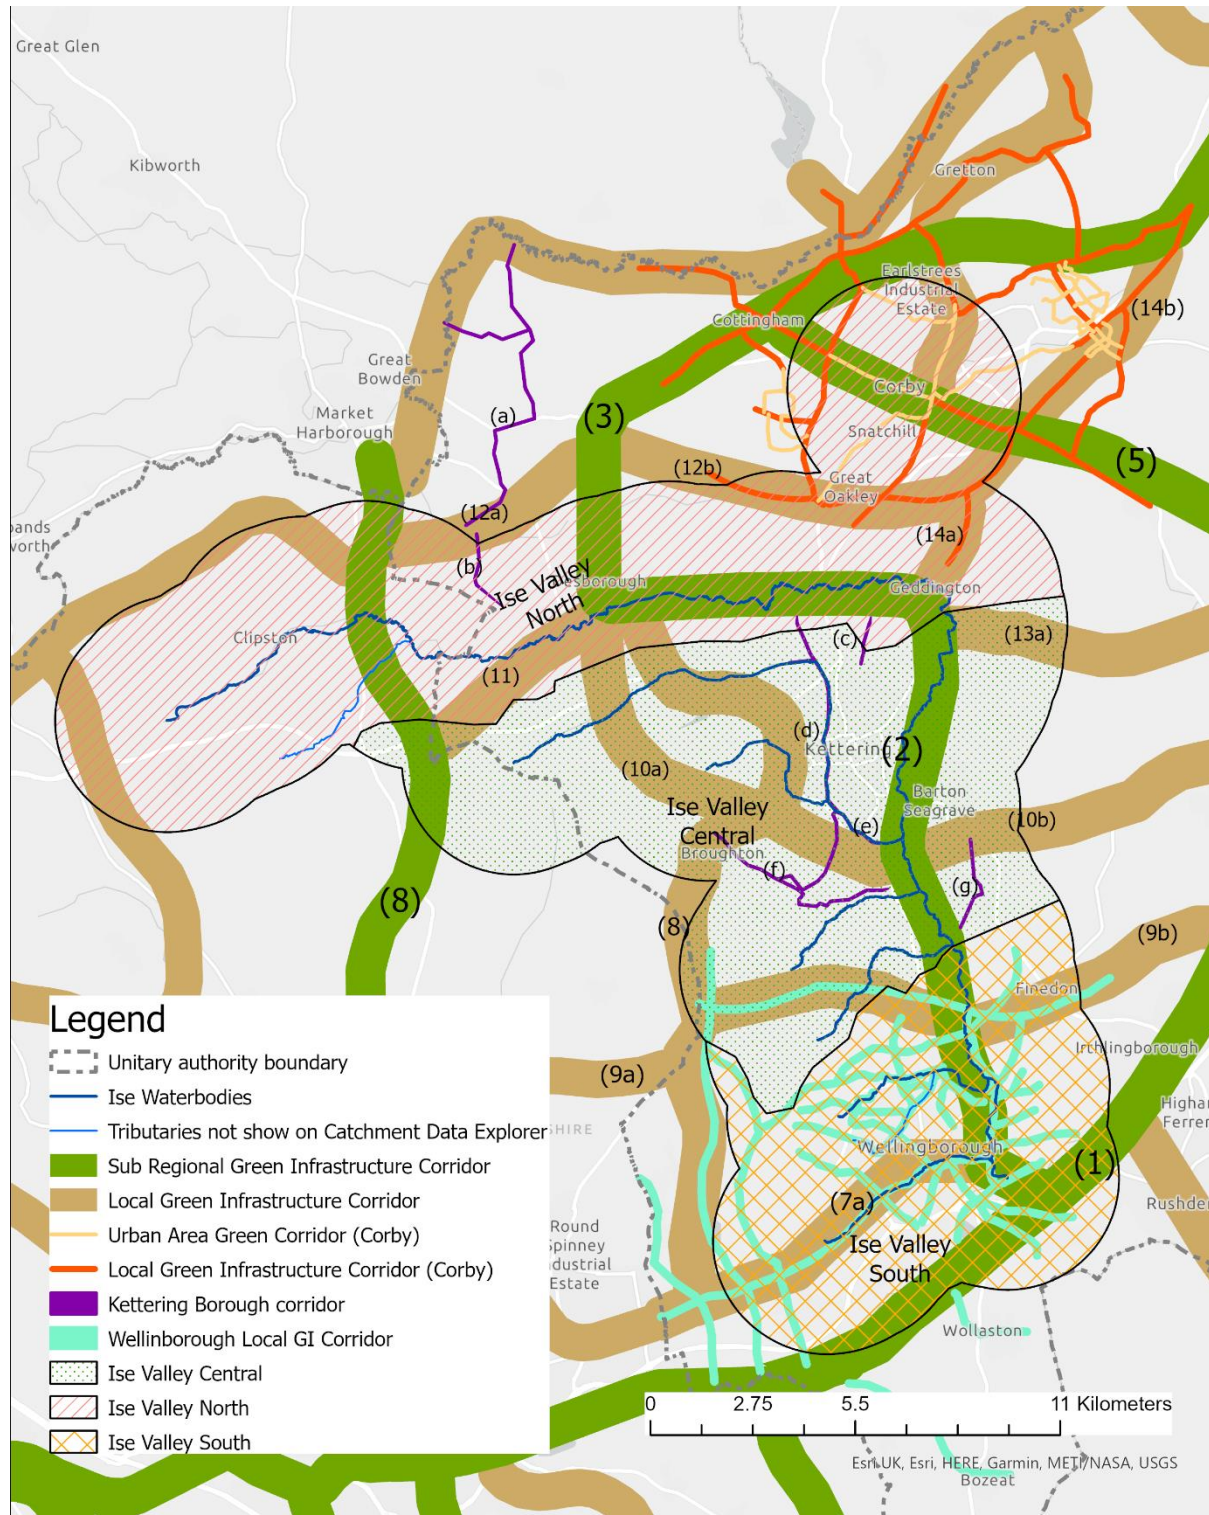 Great Glen
Kibworth
Gretton
Earlstrees
Industrial
Estate
(14b)
Cottingham
Great
Bowden
Corby
Market
Harborough
(a)
(3)
Snatchill
(5)
(12b)
Great
Oakley
(12a)
(14a)
(b)
Ise Valley
North
esborough
Geddington
Clipston
(c)
(13a)
(11)
(d)
Kettering
(2)
(10a)
Barton
Seagrave
Ise Valley
Central
(e)
(10b)
Broughton
(f)
(g)
(8)
(8)
(9b)
Finedon
Irthlingborough
(9a)
Higha
Ferrer
SHIRE
Wellingborough
(1)
(7a)
Rushde
Round
Spinney
Industrial
Estate
Ise Valley
South
Wollaston
Legend
Unitary authority boundary
Ise Waterbodies
Tributaries not show on Catchment Data Explorer
Sub Regional Green Infrastructure Corridor
Local Green Infrastructure Corridor
Urban Area Green Corridor (Corby)
Local Green Infrastructure Corridor (Corby)
Kettering Borough corridor
Wellinborough Local GI Corridor
Ise Valley Central
Ise Valley North
Ise Valley South
0 2.75 5.5 11 Kilometers
Esri UK, Esri, HERE, Garmin, METI/NASA, USGS
Bozeat